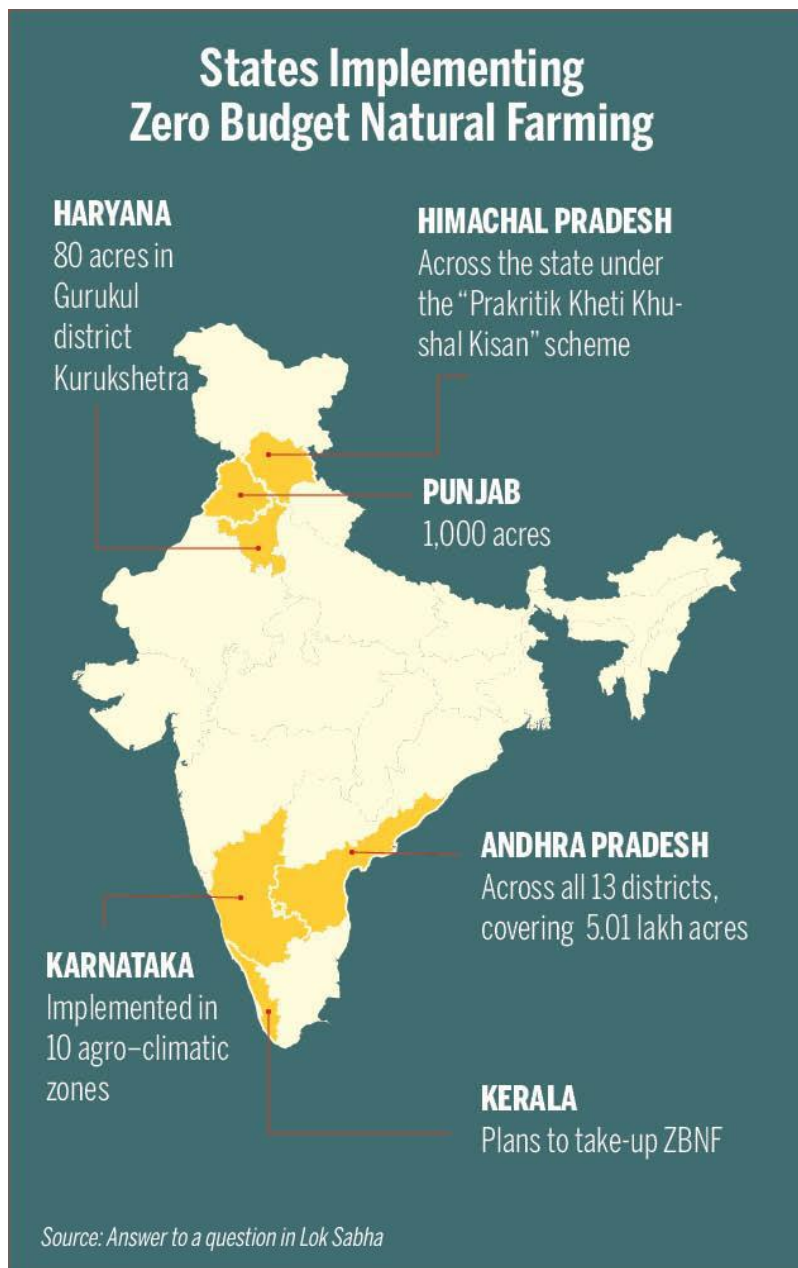 States Implementing
Zero Budget Natural Farming
HARYANA
80 acres in
Gurukul
district
Kurukshetra
HIMACHAL PRADESH
Across the state under
the “Prakritik Kheti Khu-
shal Kisan” scheme
PUNJAB
1,000 acres
ANDHRA PRADESH
Across all 13 districts,
covering 5.01 lakh acres
KARNATAKA
Implemented in
10 agro–climatic
zones
KERALA
Plans to take-up ZBNF
Source: Answer to a question in Lok Sabha